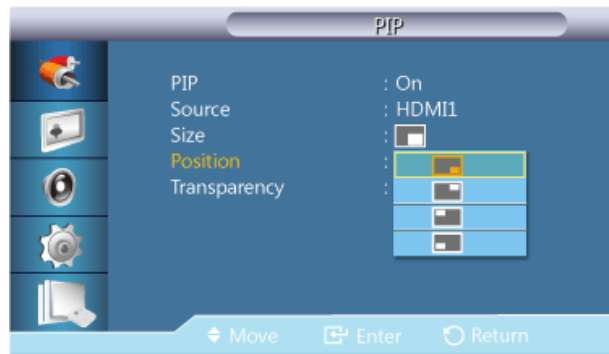 PIP
PIP : On
Source : HDMI1
Size :
Position :
Transparency :
Move Enter Return